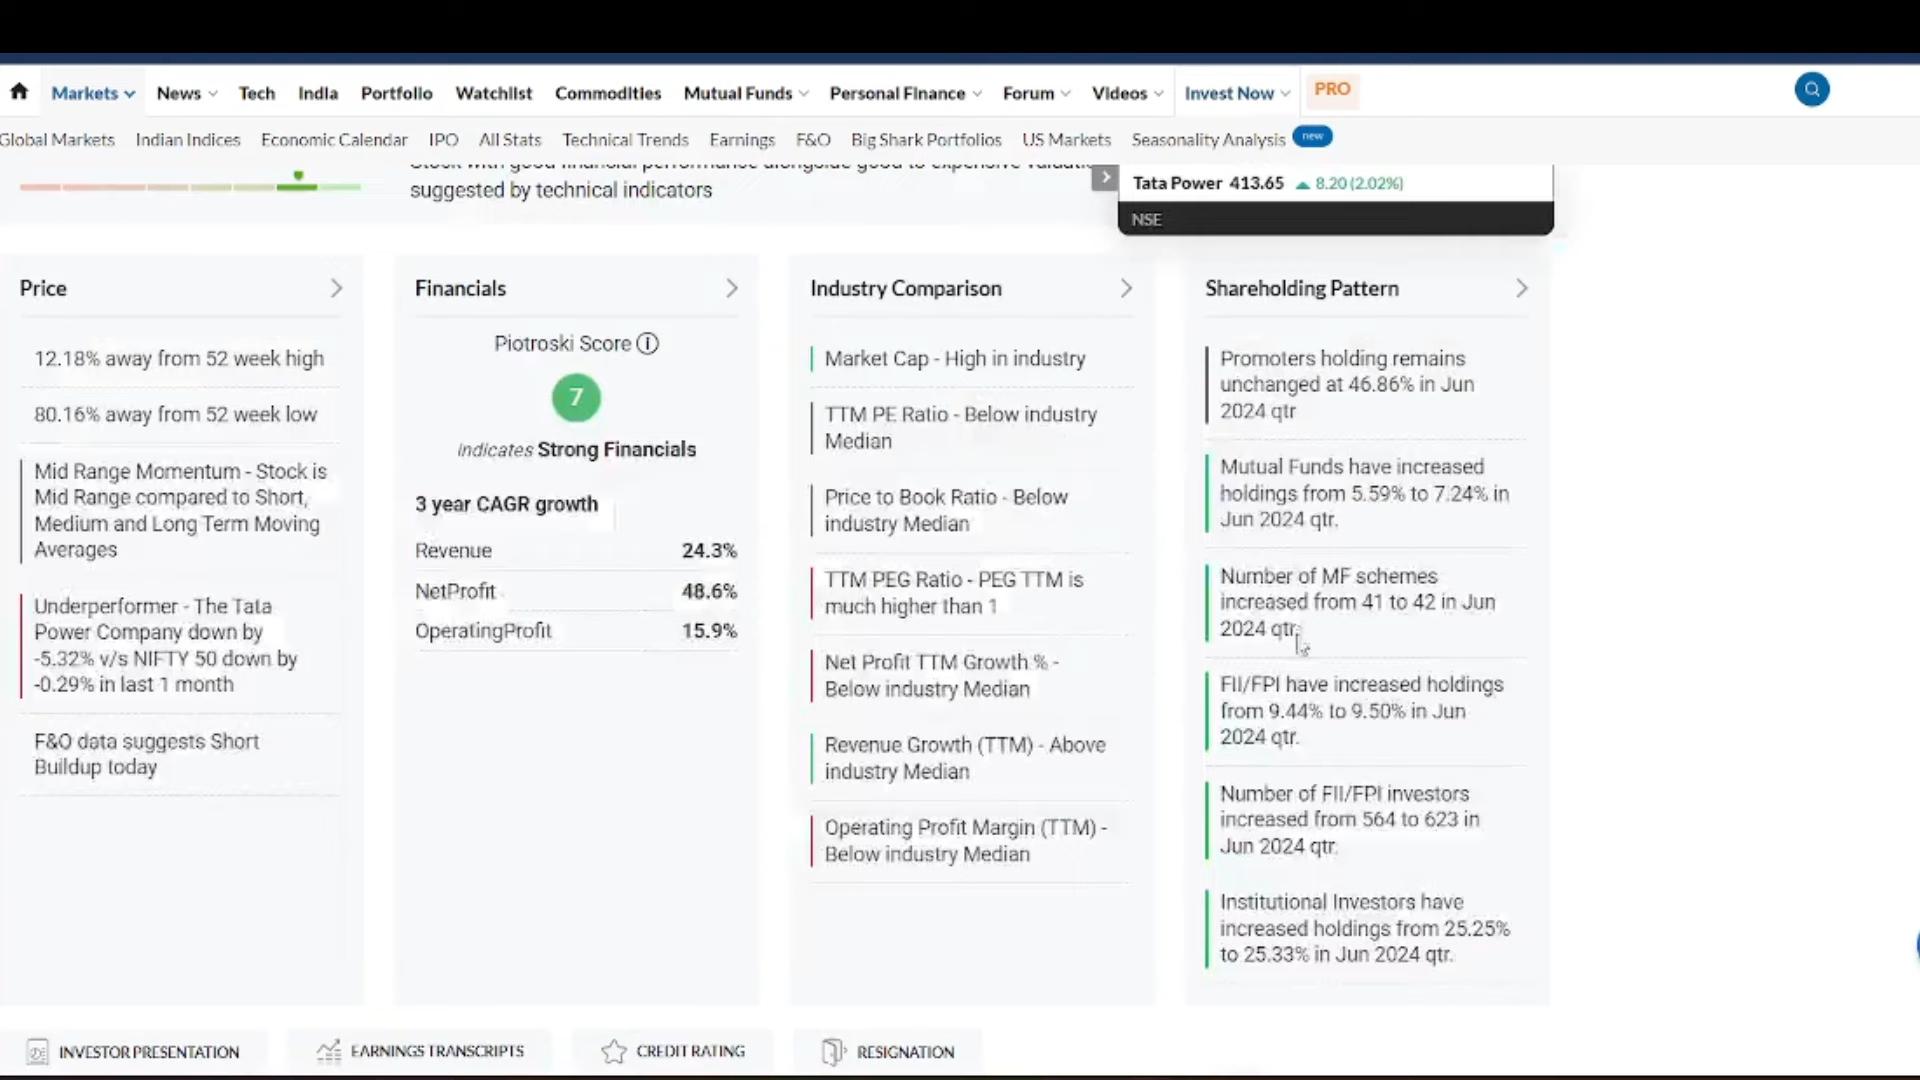 Markets News Tech India Portfolio Watchlist Commodities Mutual Funds Personal Finance Forum Videos Invest Now PRO
Global Markets Indian Indices Economic Calendar IPO All Stats Technical Trends Earnings F&O Big Shark Portfolios US Markets Seasonality Analysis new
Stock with good financial performance alongside good to expensive
suggested by technical indicators
Tata Power 413.65 8.20 (2.02%)
NSE
Price
12.18% away from 52 week high
80.16% away from 52 week low
Mid Range Momentum - Stock is
Mid Range compared to Short,
Medium and Long Term Moving
Averages
Underperformer - The Tata
Power Company down by
-5.32% v/s NIFTY 50 down by
-0.29% in last 1 month
F&O data suggests Short
Buildup today
Financials
Piotroski Score
7
Indicates Strong Financials
3 year CAGR growth
Revenue 24.3%
NetProfit 48.6%
OperatingProfit 15.9%
Industry Comparison
Market Cap - High in industry
TTM PE Ratio - Below industry
Median
Price to Book Ratio - Below
industry Median
TTM PEG Ratio - PEG TTM is
much higher than 1
Net Profit TTM Growth % -
Below industry Median
Revenue Growth (TTM) - Above
industry Median
Operating Profit Margin (TTM) -
Below industry Median
Shareholding Pattern
Promoters holding remains
unchanged at 46.86% in Jun
2024 qtr
Mutual Funds have increased
holdings from 5.59% to 7.24% in
Jun 2024 qtr.
Number of MF schemes
increased from 41 to 42 in Jun
2024 qtr.
FII/FPI have increased holdings
from 9.44% to 9.50% in Jun
2024 qtr.
Number of FII/FPI investors
increased from 564 to 623 in
Jun 2024 qtr.
Institutional Investors have
increased holdings from 25.25%
to 25.33% in Jun 2024 qtr.
INVESTOR PRESENTATION EARNINGS TRANSCRIPTS CREDIT RATING RESIGNATION